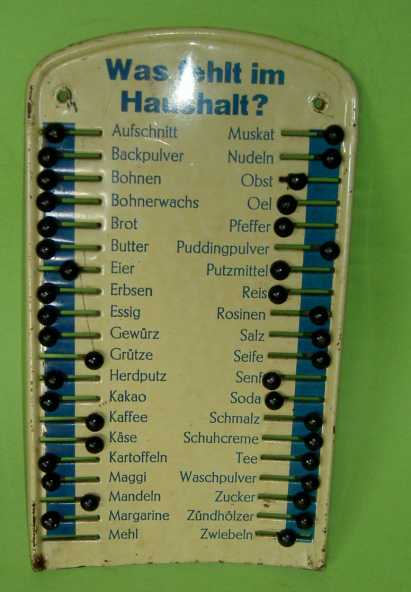 Was fehlt im
Haushalt?
Aufschnitt
Backpulver
Bohnen
Bohnerwachs
Brot
Butter
Eier
Erbsen
Essig
Gewürz
Grütze
Herdputz
Kakao
Kaffee
Käse
Kartoffeln
Maggi
Mandeln
Margarine
Mehl
Muskat
Nudeln
Obst
Oel
Pfeffer
Puddingpulver
Putzmittel
Reis
Rosinen
Salz
Seife
Senf
Soda
Schmalz
Schuhcreme
Tee
Waschpulver
Zucker
Zündhölzer
Zwiebeln